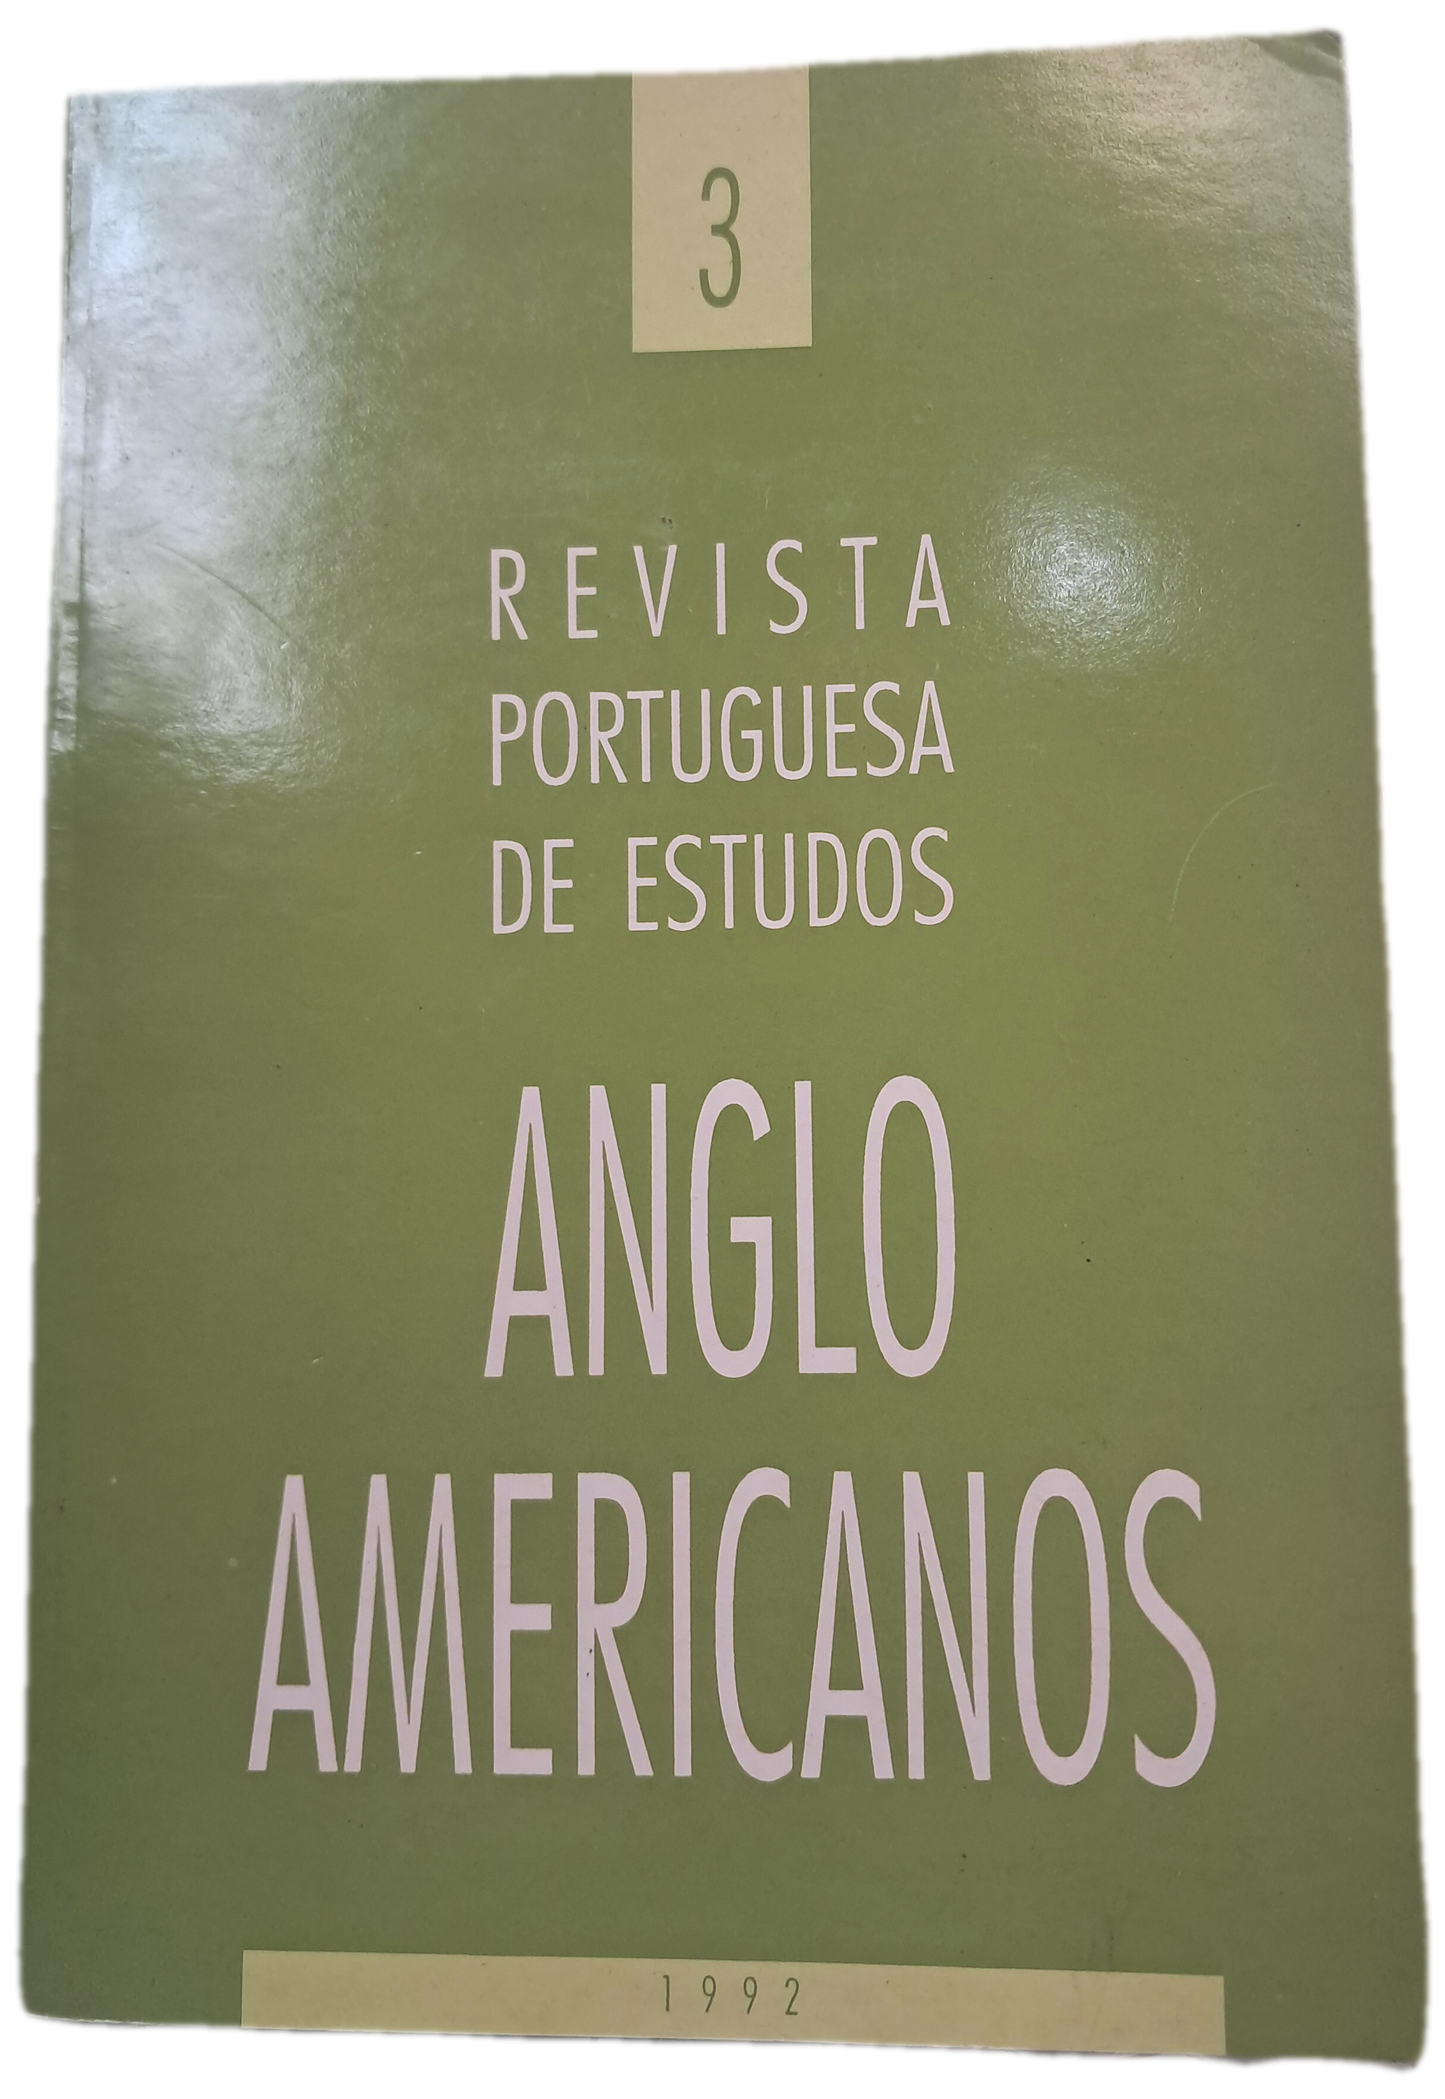 3
REVISTA
PORTUGUESA
DE ESTUDOS
ANGLO
AMERICANOS
1992